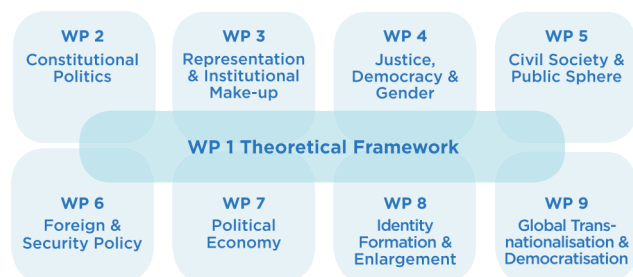 WP 2
Constitutional
Politics
WP 3
Representation
& Institutional
Make-up
WP 4
Justice,
Democracy &
Gender
WP 5
Civil Society &
Public Sphere
WP 1 Theoretical Framework
WP 6
Foreign &
Security Policy
WP 7
Political
Economy
WP 8
Identity
Formation &
Enlargement
WP 9
Global Trans-
nationalisation &
Democratisation